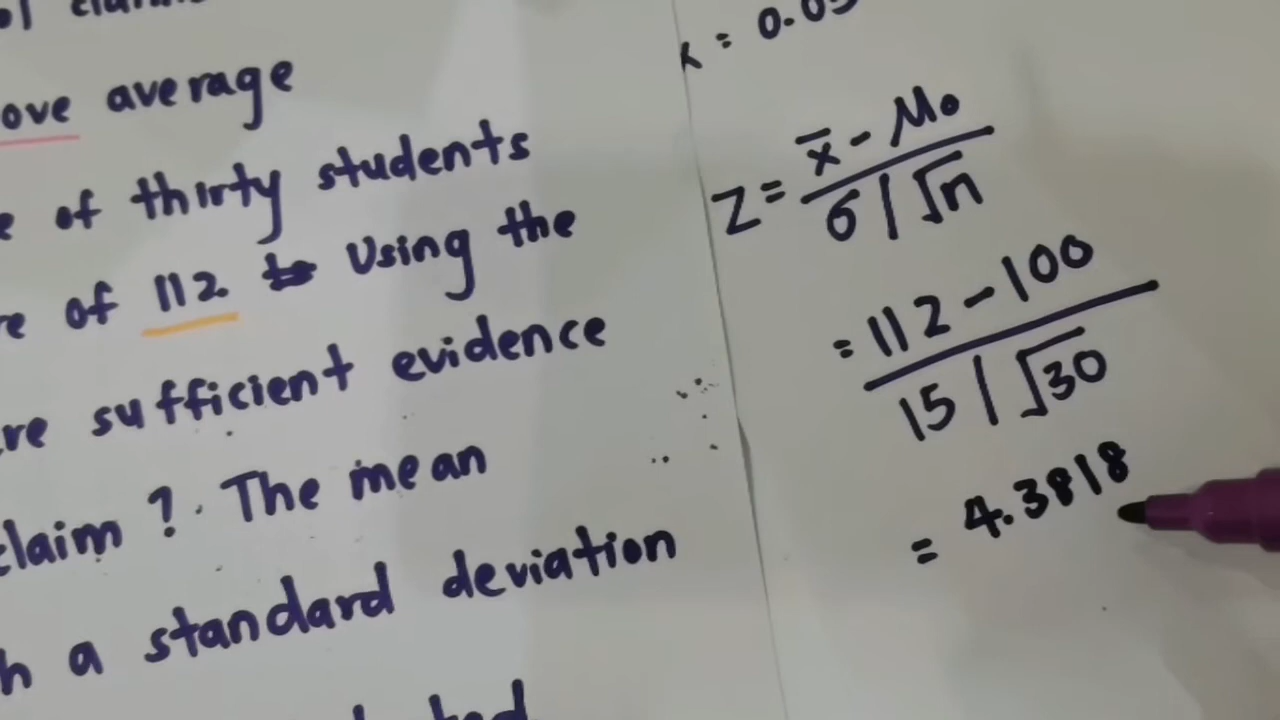 ove average
of thirty students
of 112 Using the
sufficient evidence
claim ? . The mean
a standard deviation
= 0.05
Z = x̄ - μ₀ / σ / √n
= 112 - 100 / 15 / √30
= 4.3818